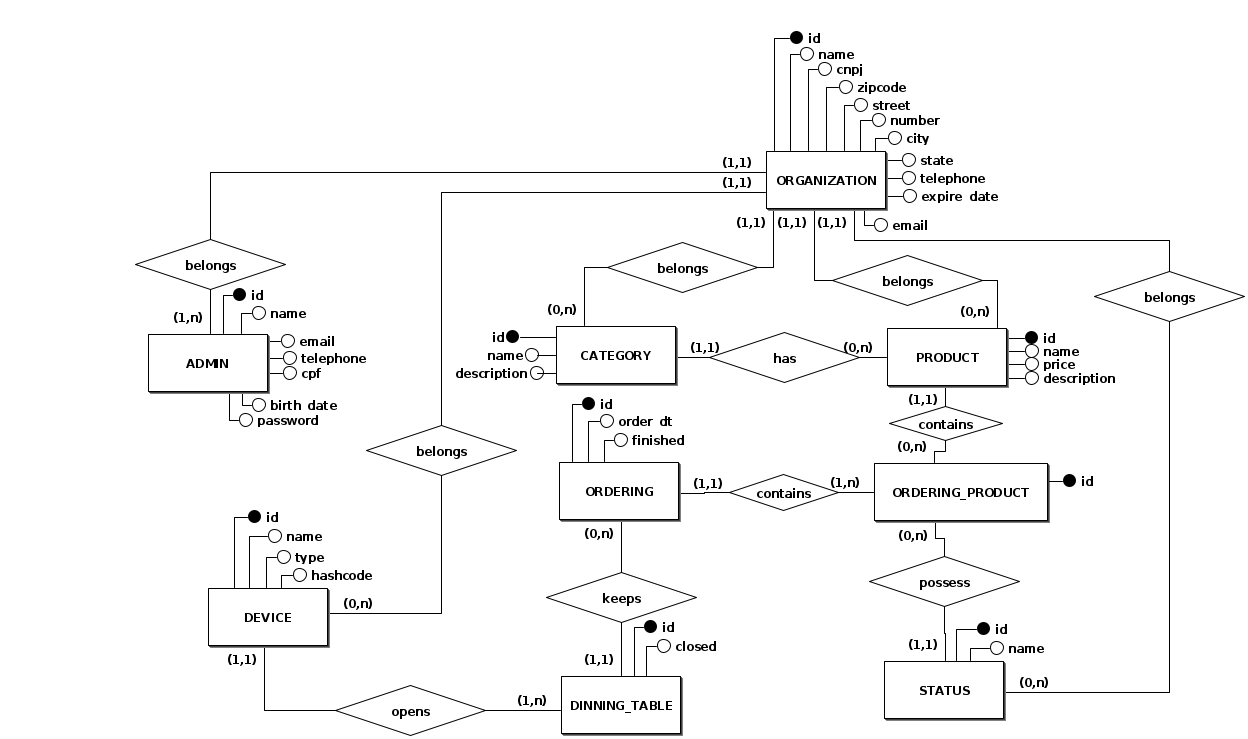 id
name
cnpj
zipcode
street
number
city
(1,1)
state
ORGANIZATION
telephone
(1,1)
expire date
(1,1) (1,1) (1,1)
email
belongs
belongs
belongs
belongs
id
name
(1,n)
(0,n)
(0,n)
ADMIN
email
telephone
cpf
birth date
password
id
name
description
CATEGORY
(1,1)
has
(0,n)
PRODUCT
id
name
price
description
(1,1)
contains
(0,n)
id
order dt
finished
belongs
ORDERING
(1,1)
contains
(1,n)
ORDERING_PRODUCT
id
(0,n)
(0,n)
id
name
type
hashcode
DEVICE
(0,n)
(1,1)
keeps
possess
id
closed
(1,1)
(1,1)
id
name
opens
(1,n)
DINNING_TABLE
STATUS
(0,n)